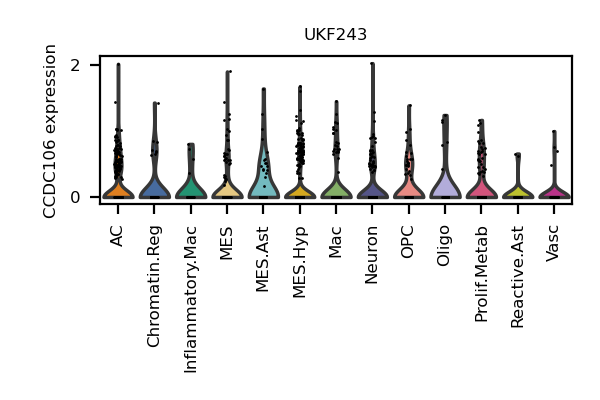 UKF243
CCDC106 expression
2
0
AC
Chromatin.Reg
Inflammatory.Mac
MES
MES.Ast
MES.Hyp
Mac
Neuron
OPC
Oligo
Prolif.Metab
Reactive.Ast
Vasc